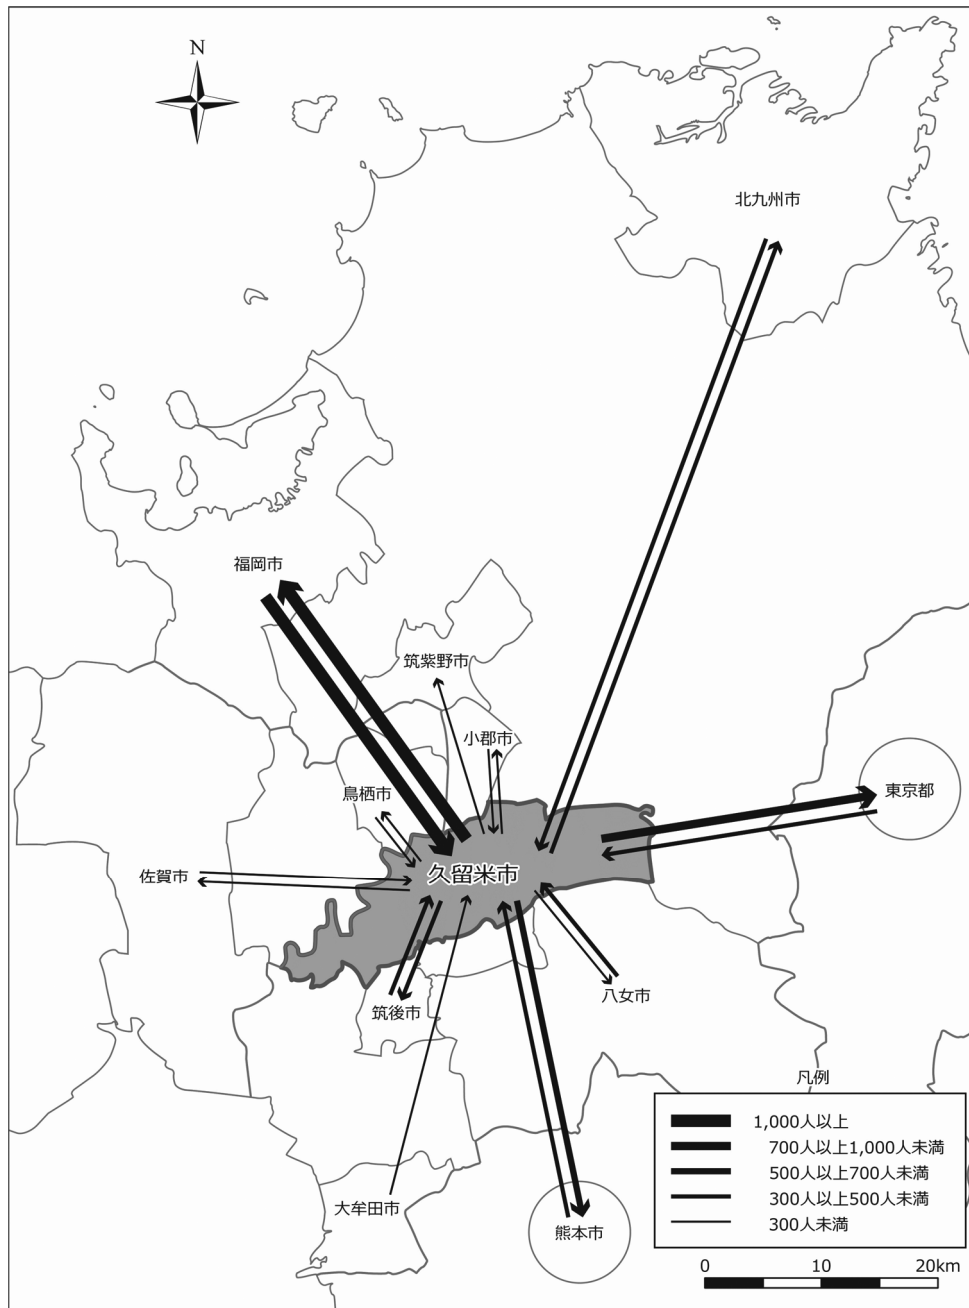 N
北九州市
福岡市
筑紫野市
小郡市
鳥栖市
東京都
佐賀市
久留米市
八女市
筑後市
大牟田市
熊本市
凡例
1,000人以上
700人以上1,000人未満
500人以上700人未満
300人以上500人未満
300人未満
0 10 20km